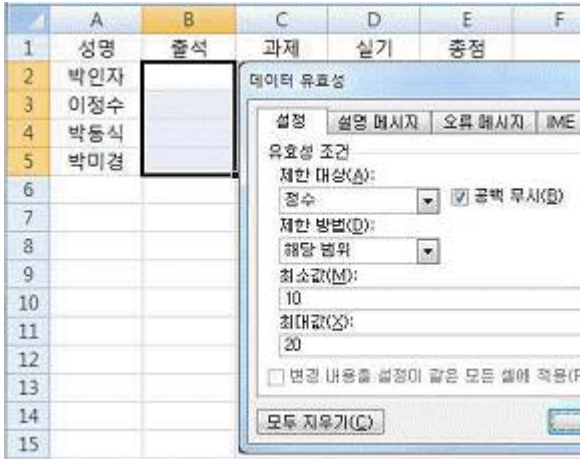 A B C D E F
1 성명 출석 과제 실기 총점
2 박인자
3 이정수
4 박동식
5 박미경
6
7
8
9
10
11
12
13
14
15
데이터 유효성
설정 설명 메시지 오류 메시지 IME
유효성 조건
제한 대상(A):
정수 공백 무시(B)
제한 방법(D):
해당 범위
최소값(M):
10
최대값(X):
20
변경 내용을 설정이 같은 모든 셀에 적용(P
모두 지우기(C)